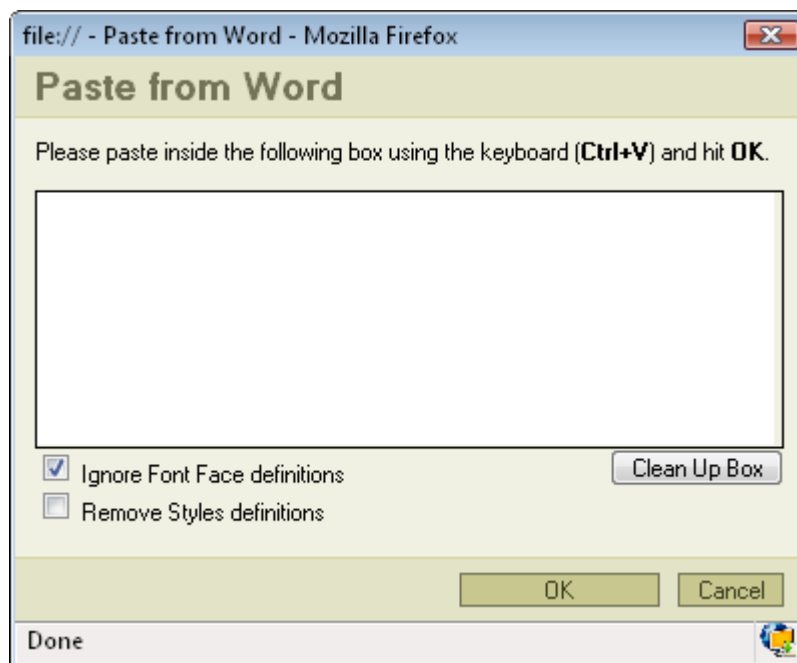 file:// - Paste from Word - Mozilla Firefox
Paste from Word
Please paste inside the following box using the keyboard (Ctrl+V) and hit OK.
Ignore Font Face definitions
Clean Up Box
Remove Styles definitions
OK
Cancel
Done